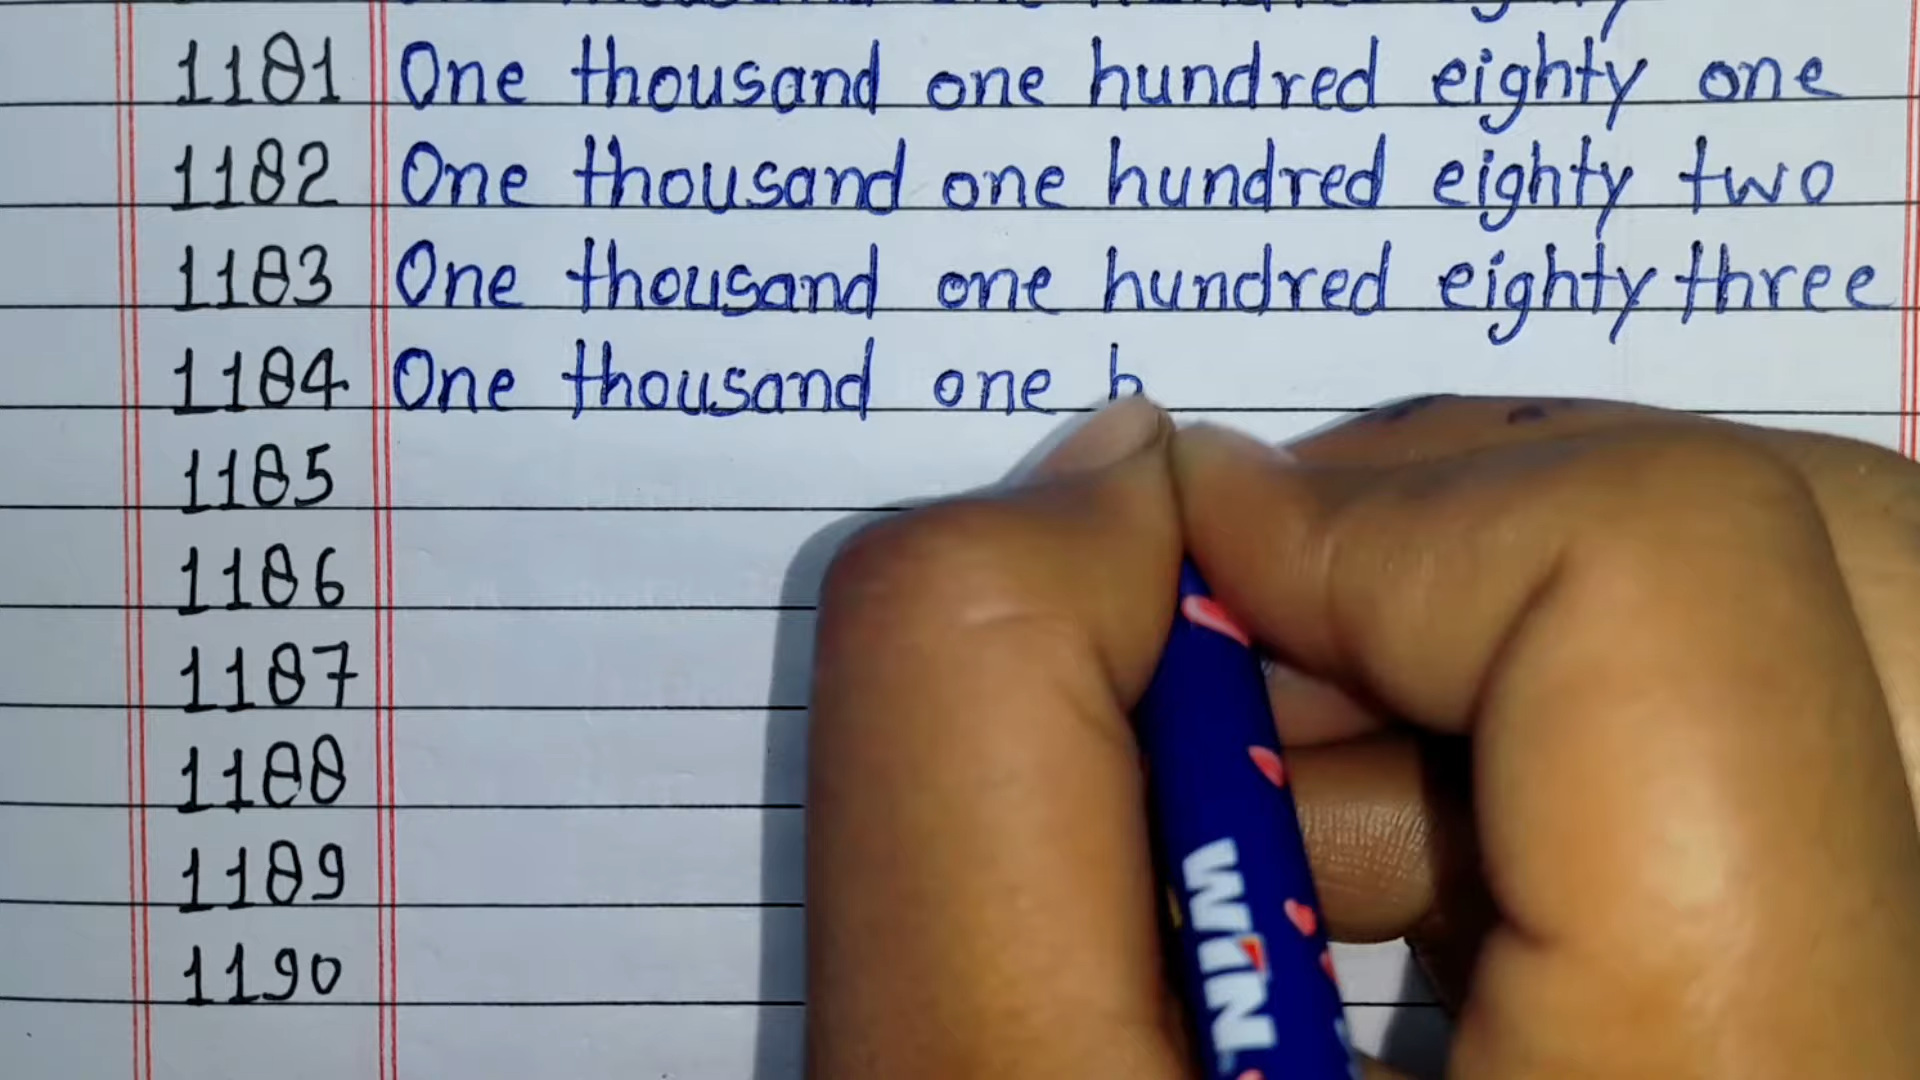 1181 One thousand one hundred eighty one
1182 One thousand one hundred eighty two
1183 One thousand one hundred eighty three
1184 One thousand one h
1185
1186
1187
1188
1189
1190
WIN